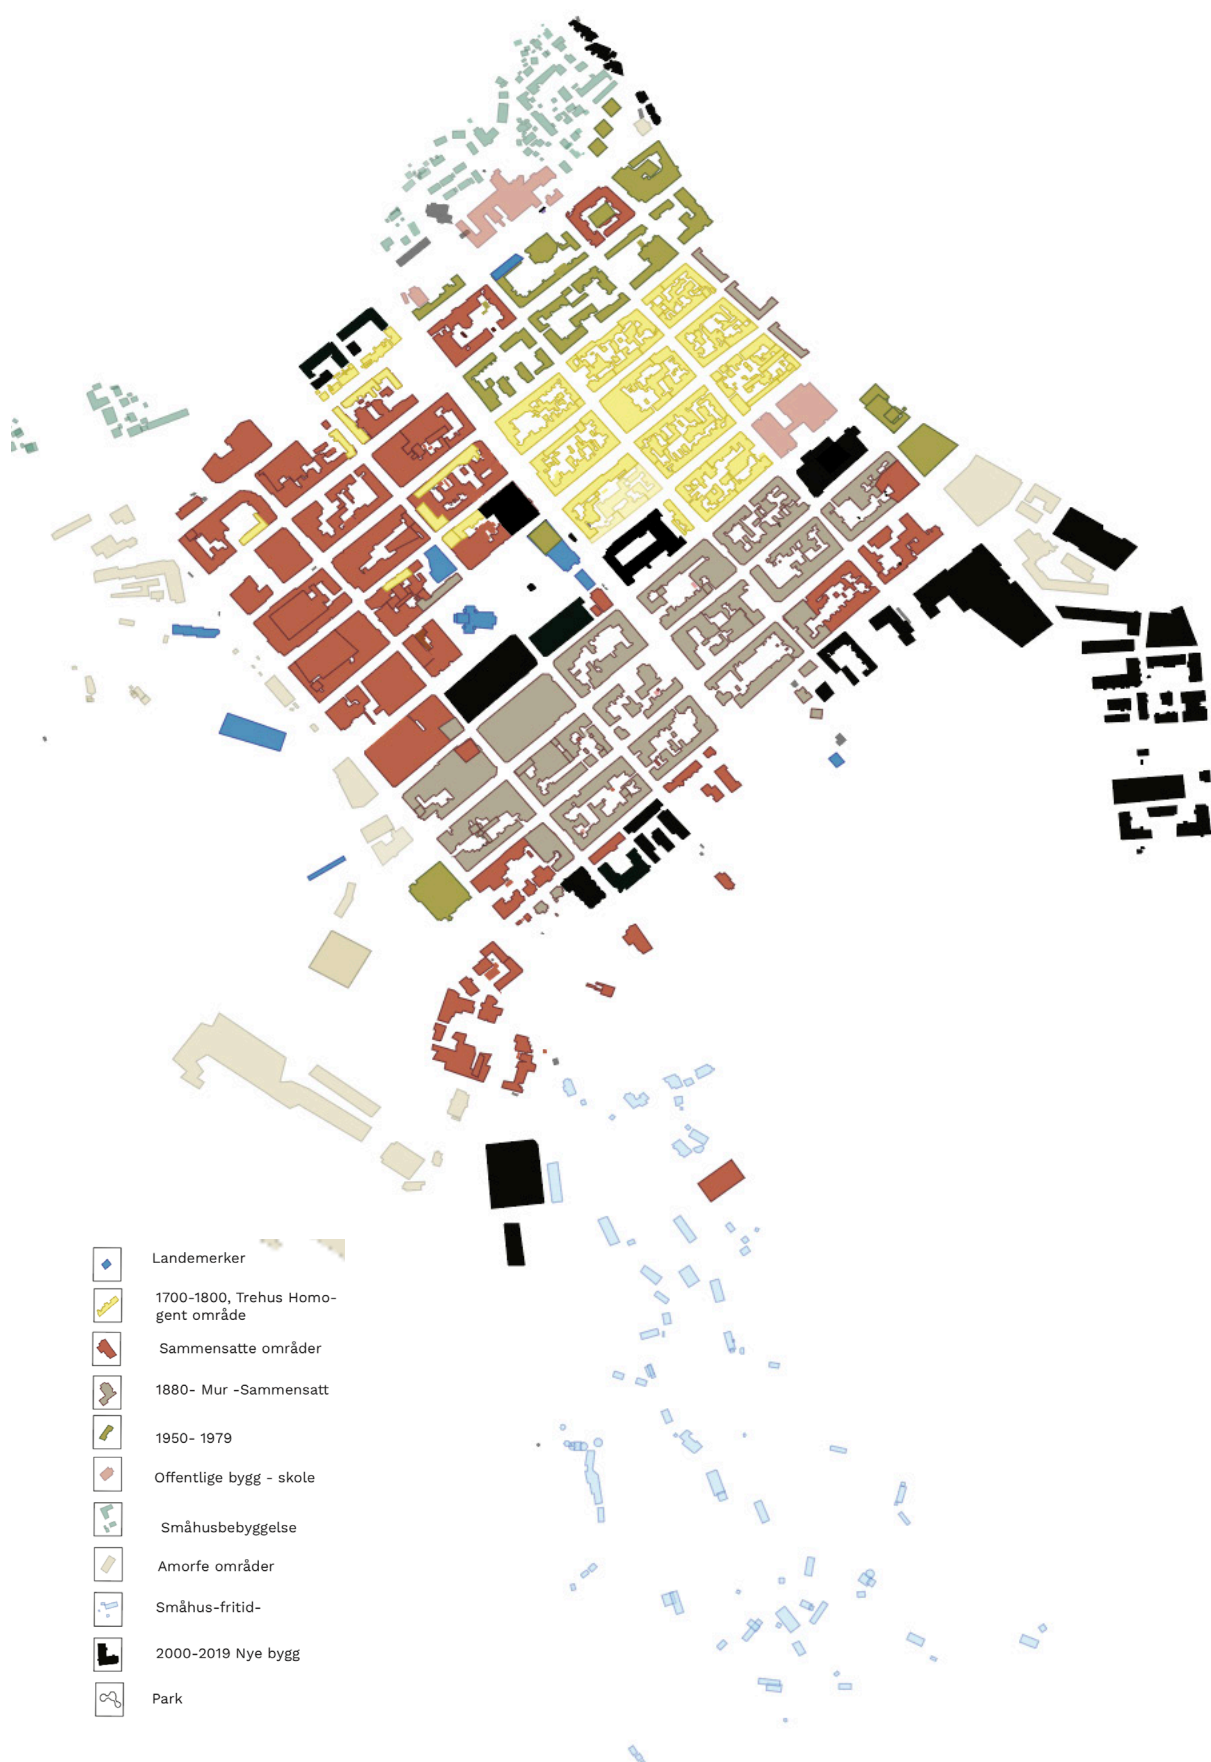 Landemerker
1700-1800, Trehus Homo-
gent område
Sammensatte områder
1880- Mur -Sammensatt
1950- 1979
Offentlige bygg - skole
Småhusbebyggelse
Amorfe områder
Småhus-fritid-
2000-2019 Nye bygg
Park